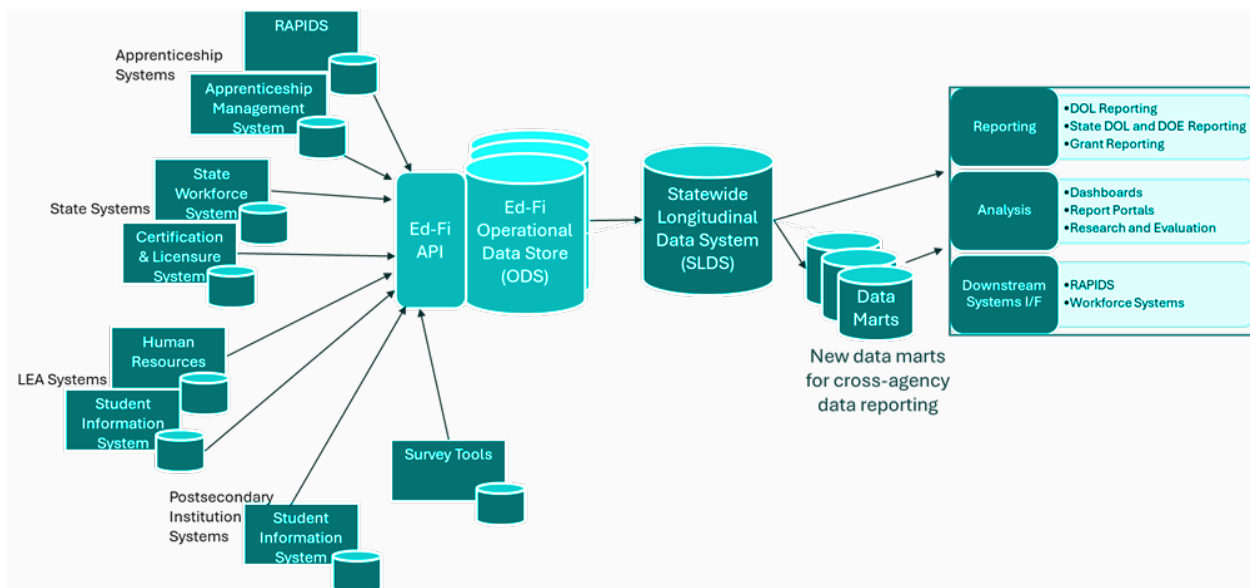 RAPIDS
Apprenticeship
Systems
Apprenticeship
Management
System
State
Workforce
System
State Systems
Certification
& Licensure
System
Human
Resources
LEA Systems
Student
Information
System
Postsecondary
Institution
Systems
Student
Information
System
Survey Tools
Ed-Fi
API
Ed-Fi
Operational
Data Store
(ODS)
Statewide
Longitudinal
Data System
(SLDS)
Data
Marts
New data marts
for cross-agency
data reporting
Reporting
•DOL Reporting
•State DOL and DOE Reporting
•Grant Reporting
Analysis
•Dashboards
•Report Portals
•Research and Evaluation
Downstream
Systems I/F
•RAPIDS
•Workforce Systems